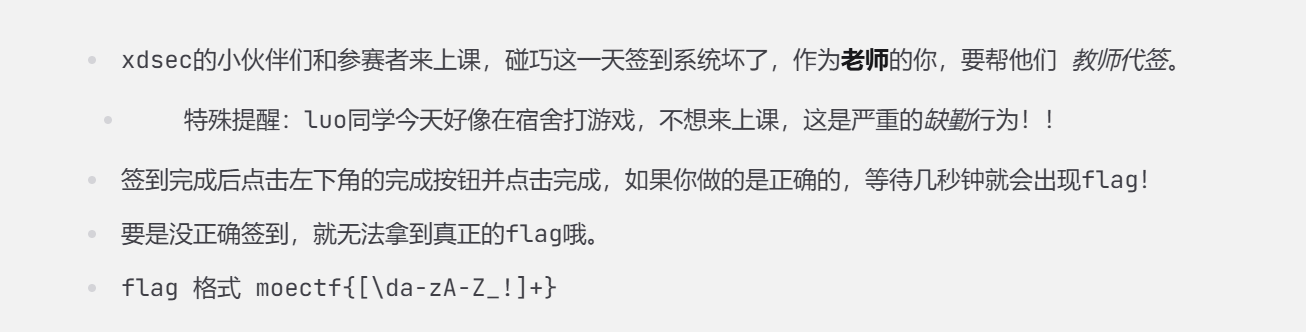 xdsec的小伙伴们和参赛者来上课，碰巧这一天签到系统坏了，作为老师的你，要帮他们 教师代签。
特殊提醒：luo同学今天好像在宿舍打游戏，不想来上课，这是严重的缺勤行为！！
签到完成后点击左下角的完成按钮并点击完成，如果你做的是正确的，等待几秒钟就会出现flag！
要是没正确签到，就无法拿到真正的flag哦。
flag 格式 moectf{[\da-zA-Z_!]+}